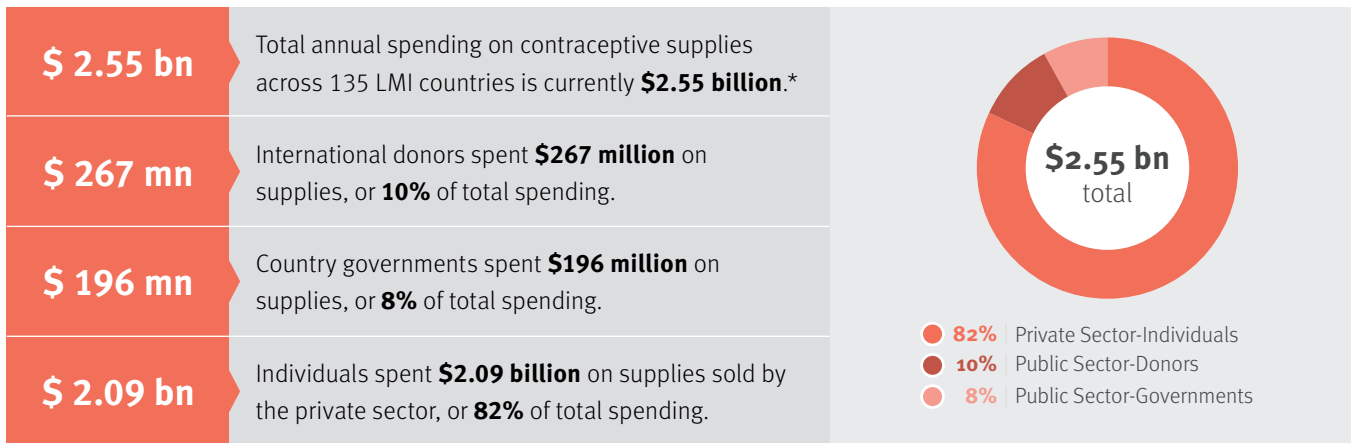 $ 2.55 bn
Total annual spending on contraceptive supplies
across 135 LMI countries is currently $2.55 billion.*
$ 267 mn
International donors spent $267 million on
supplies, or 10% of total spending.
$ 196 mn
Country governments spent $196 million on
supplies, or 8% of total spending.
$ 2.09 bn
Individuals spent $2.09 billion on supplies sold by
the private sector, or 82% of total spending.
$2.55 bn
total
82% Private Sector-Individuals
10% Public Sector-Donors
8% Public Sector-Governments